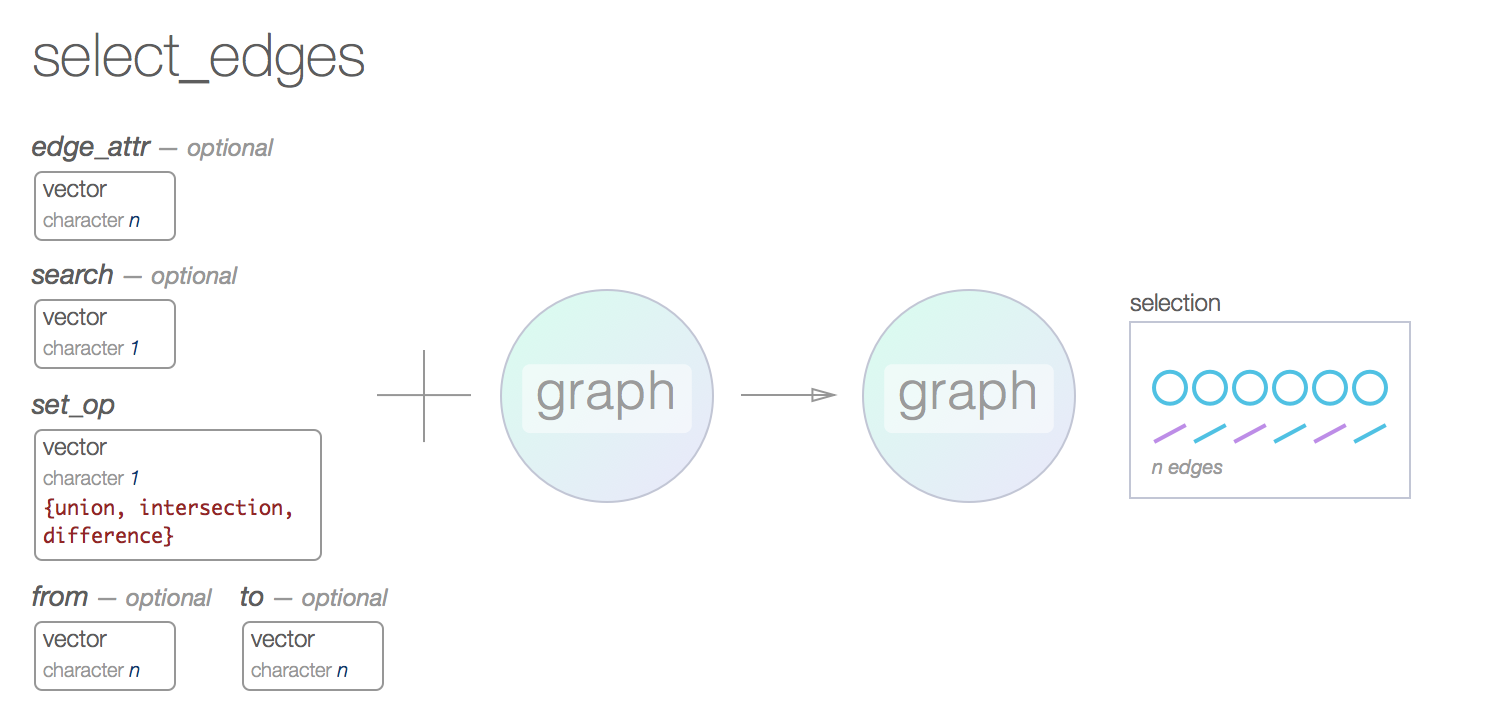 select_edges
edge_attr — optional
vector
character n
search — optional
vector
character 1
set_op
vector
character 1
{union, intersection,
difference}
from — optional
vector
character n
to — optional
vector
character n
graph
graph
selection
n edges